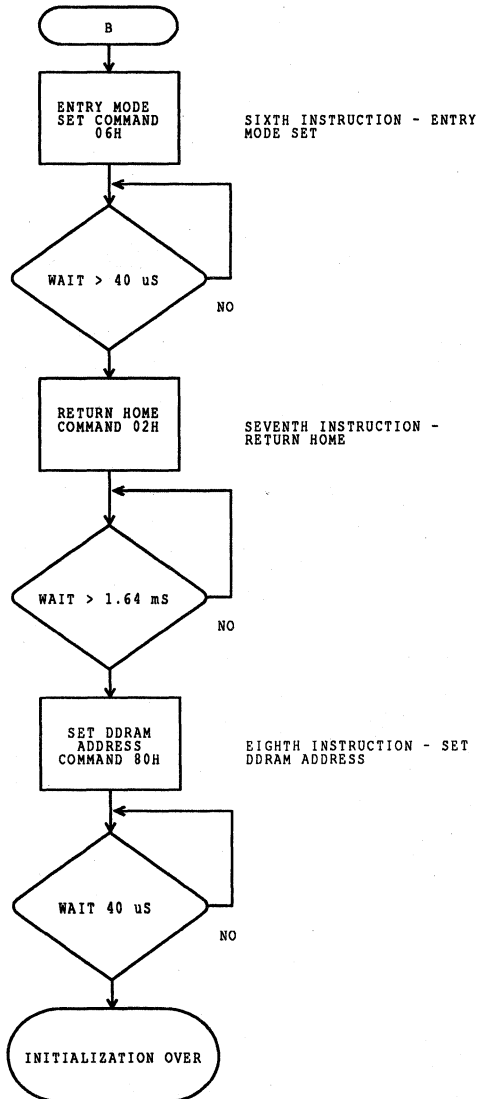 B
ENTRY MODE
SET COMMAND
06H
SIXTH INSTRUCTION - ENTRY
MODE SET
WAIT > 40 uS
NO
RETURN HOME
COMMAND 02H
SEVENTH INSTRUCTION -
RETURN HOME
WAIT > 1.64 mS
NO
SET DDRAM
ADDRESS
COMMAND 80H
EIGHTH INSTRUCTION - SET
DDRAM ADDRESS
WAIT 40 uS
NO
INITIALIZATION OVER